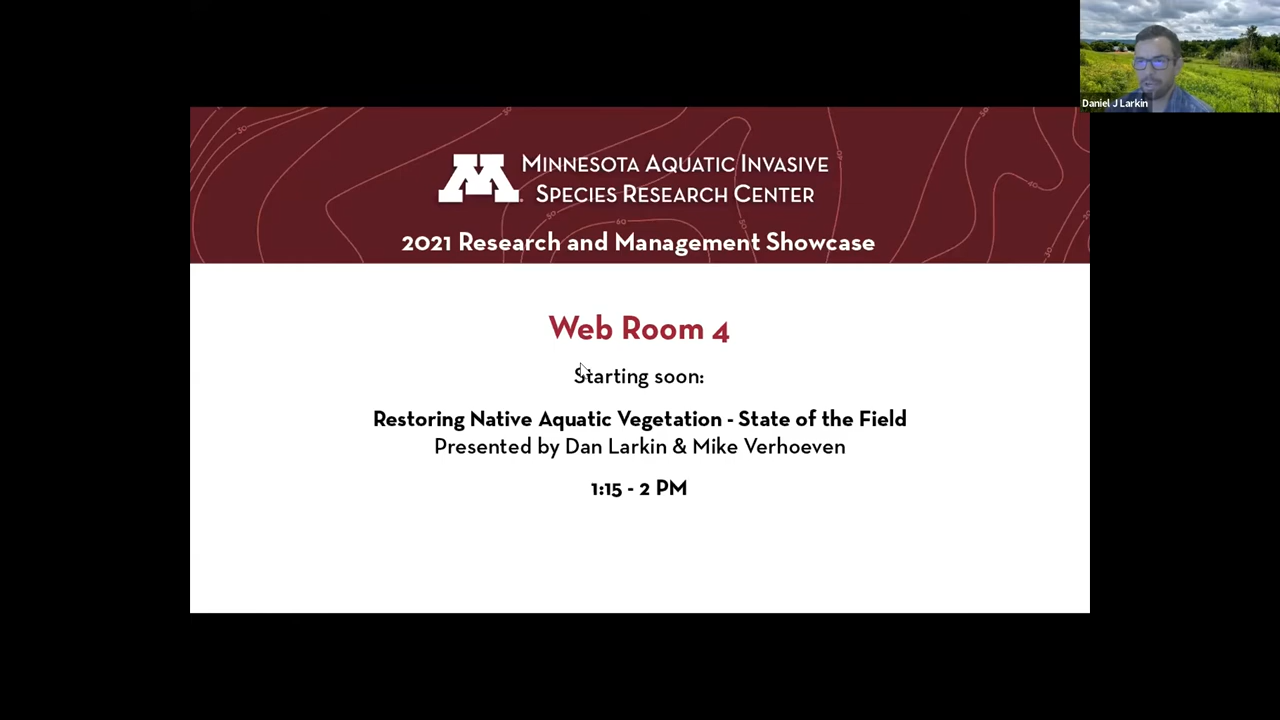 Daniel J Larkin
MINNESOTA AQUATIC INVASIVE
SPECIES RESEARCH CENTER
2021 Research and Management Showcase
Web Room 4
Starting soon:
Restoring Native Aquatic Vegetation - State of the Field
Presented by Dan Larkin & Mike Verhoeven
1:15 - 2 PM